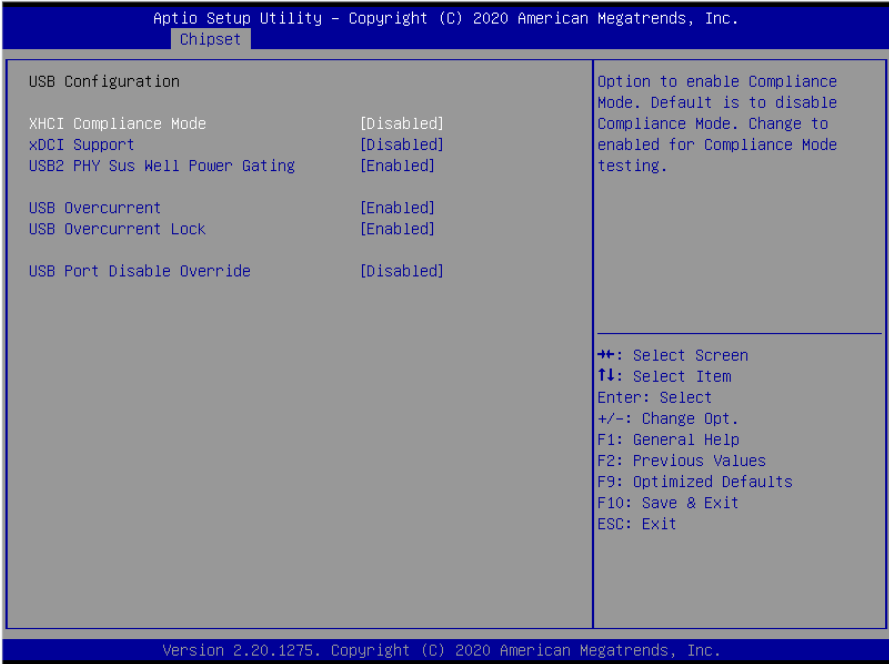 Aptio Setup Utility – Copyright (C) 2020 American Megatrends, Inc.
Chipset
USB Configuration
XHCI Compliance Mode [Disabled]
xDCI Support [Disabled]
USB2 PHY Sus Well Power Gating [Enabled]
USB Overcurrent [Enabled]
USB Overcurrent Lock [Enabled]
USB Port Disable Override [Disabled]
Option to enable Compliance
Mode. Default is to disable
Compliance Mode. Change to
enabled for Compliance Mode
testing.
→←: Select Screen
↑↓: Select Item
Enter: Select
+/-: Change Opt.
F1: General Help
F2: Previous Values
F9: Optimized Defaults
F10: Save & Exit
ESC: Exit
Version 2.20.1275. Copyright (C) 2020 American Megatrends, Inc.